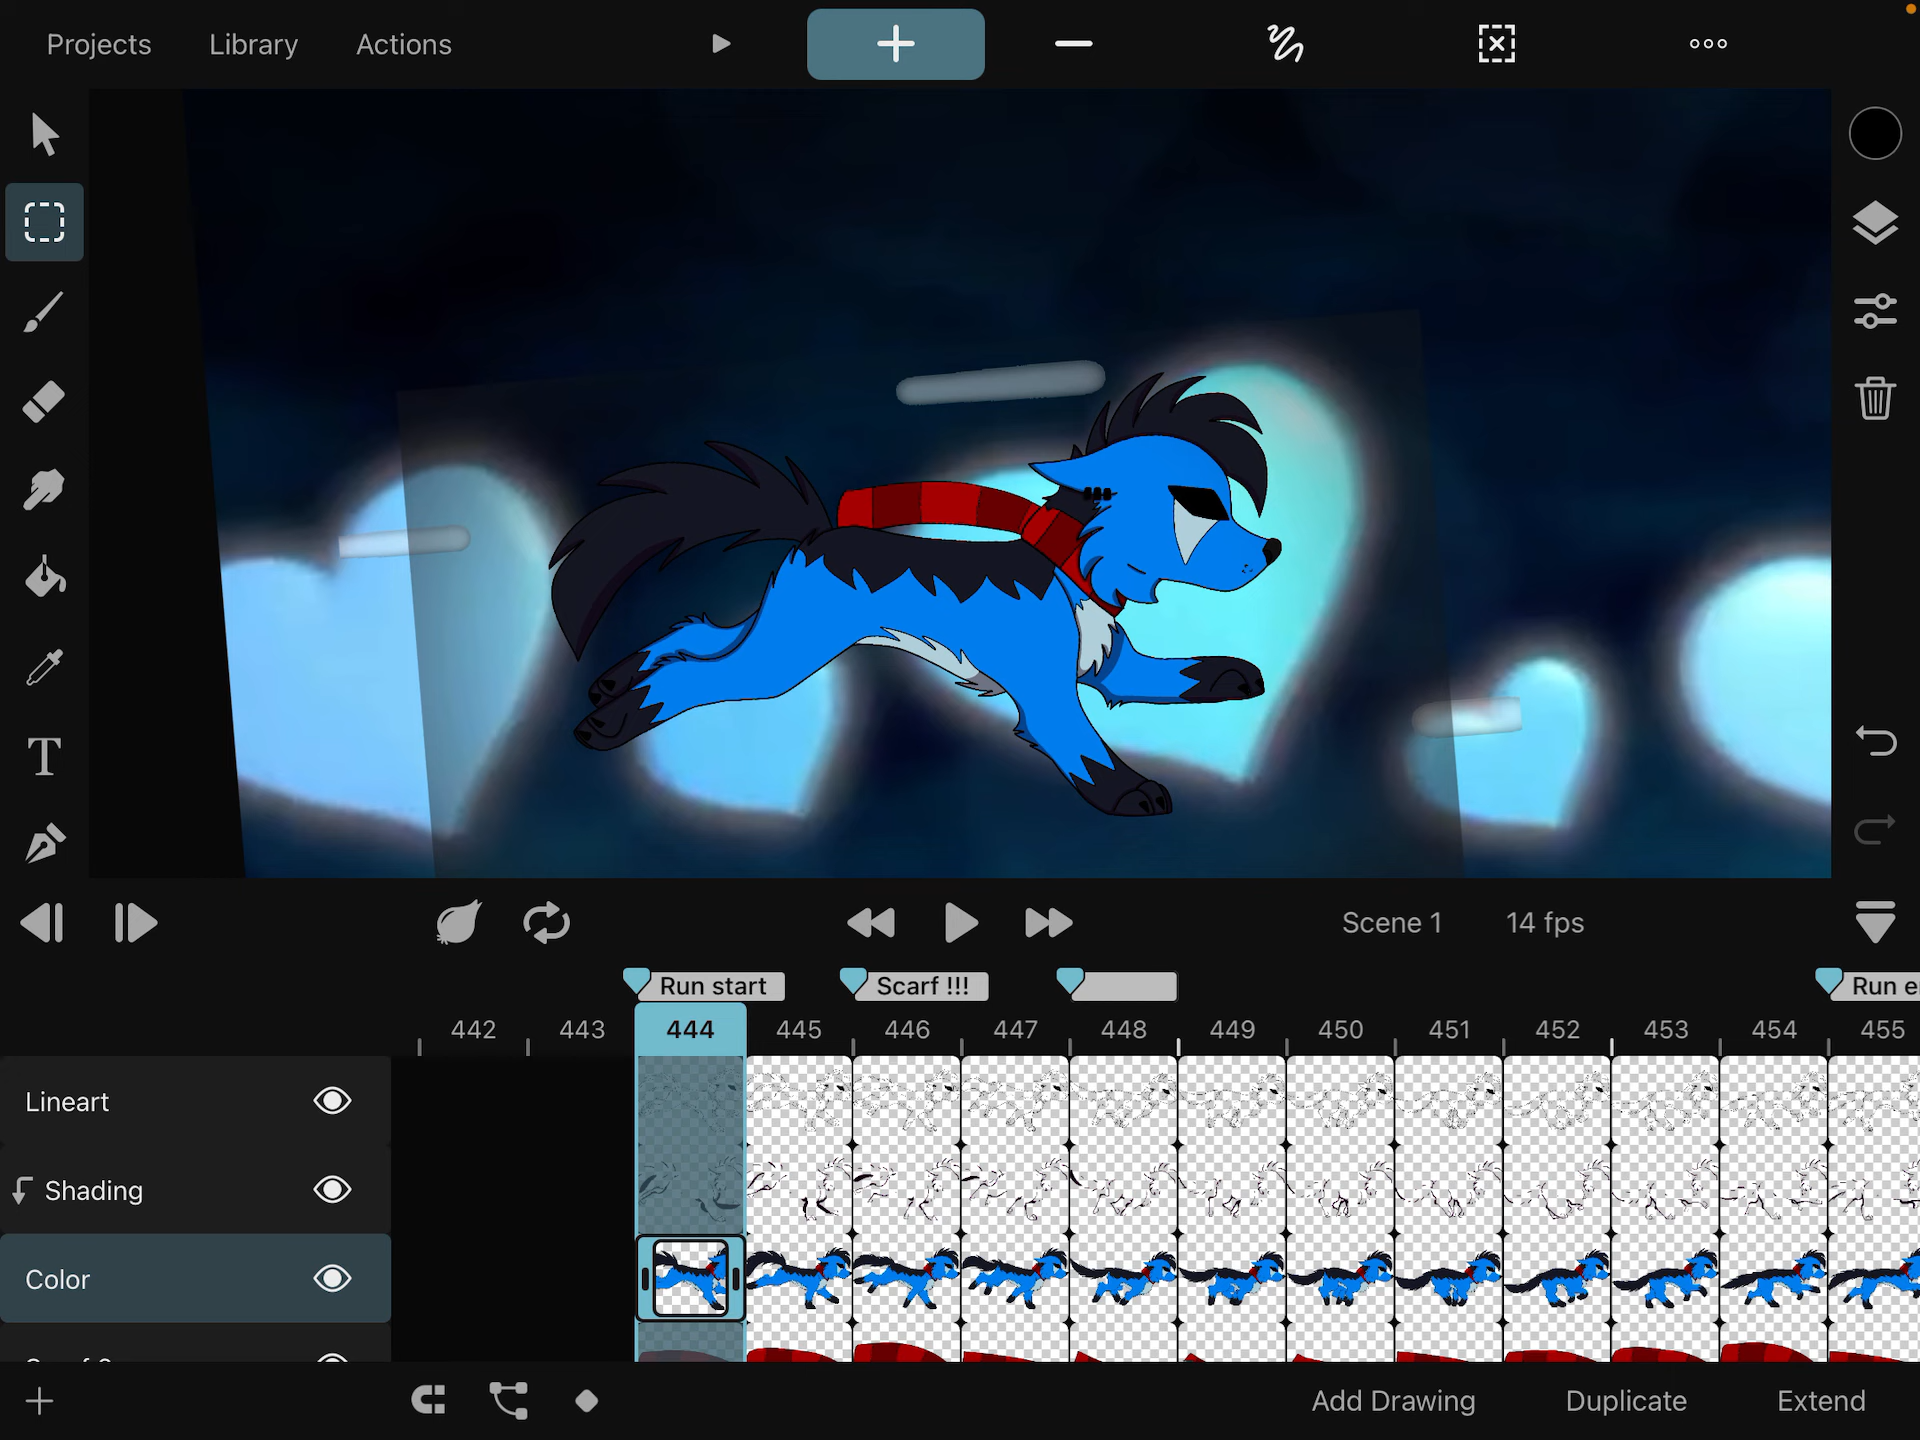 Projects Library Actions
T
Scene 1 14 fps
Run start Scarf !!! Run e
442 443 444 445 446 447 448 449 450 451 452 453 454 455
Lineart
Shading
Color
Add Drawing Duplicate Extend